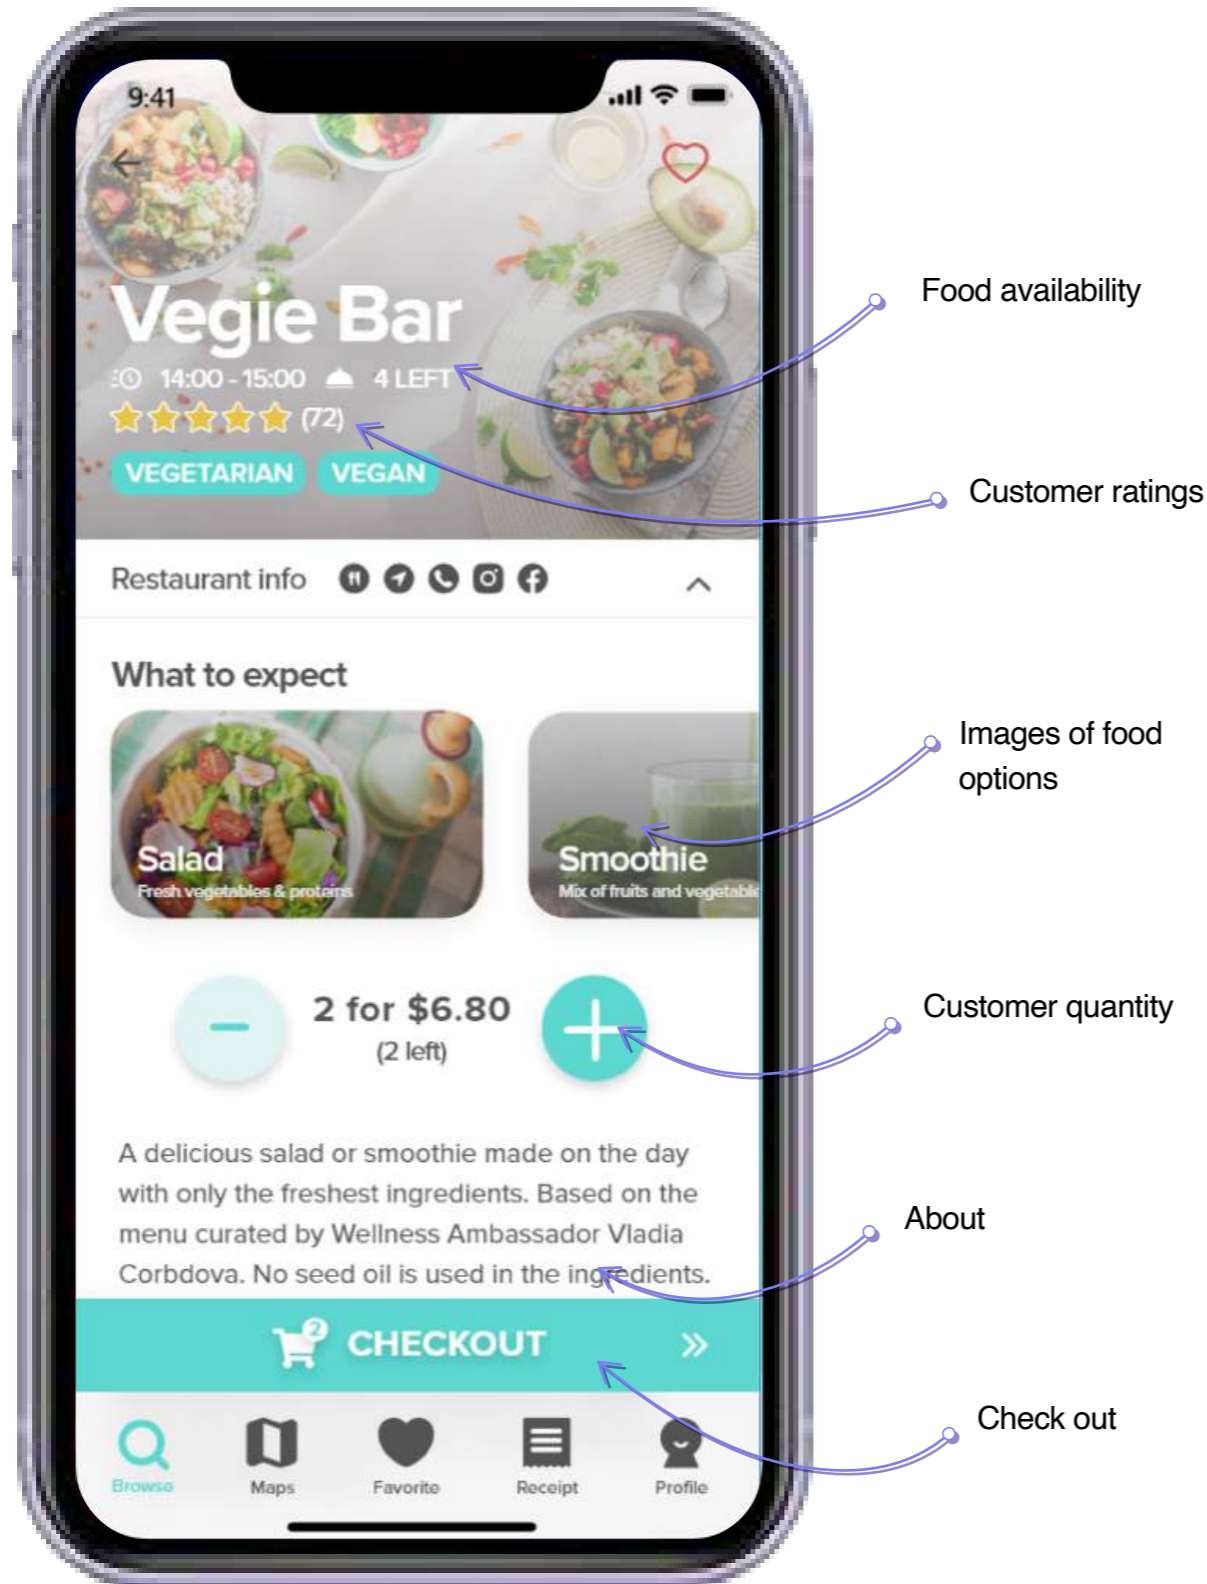 9:41
Vegie Bar
14:00 - 15:00 4 LEFT
(72)
VEGETARIAN VEGAN
Restaurant info
What to expect
Salad
Fresh vegetables & proteins
Smoothie
Mix of fruits and vegetable
2 for $6.80
(2 left)
A delicious salad or smoothie made on the day
with only the freshest ingredients. Based on the
menu curated by Wellness Ambassador Vladia
Corbdova. No seed oil is used in the ingredients.
2 CHECKOUT
Browse Maps Favorite Receipt Profile
Food availability
Customer ratings
Images of food
options
Customer quantity
About
Check out